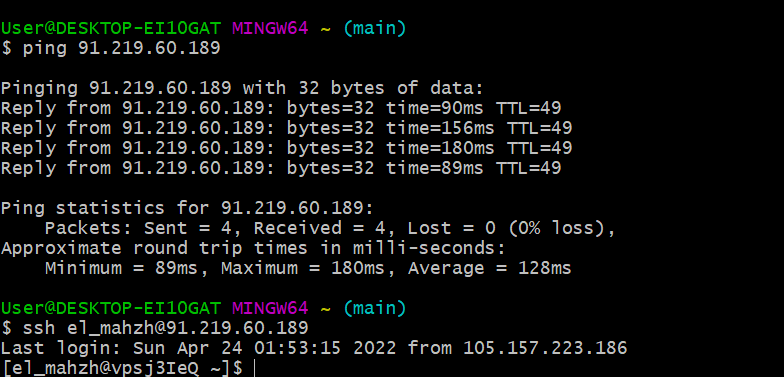 User@DESKTOP-EI1OGAT MINGW64 ~ (main)
$ ping 91.219.60.189
Pinging 91.219.60.189 with 32 bytes of data:
Reply from 91.219.60.189: bytes=32 time=90ms TTL=49
Reply from 91.219.60.189: bytes=32 time=156ms TTL=49
Reply from 91.219.60.189: bytes=32 time=180ms TTL=49
Reply from 91.219.60.189: bytes=32 time=89ms TTL=49
Ping statistics for 91.219.60.189:
    Packets: Sent = 4, Received = 4, Lost = 0 (0% loss),
Approximate round trip times in milli-seconds:
    Minimum = 89ms, Maximum = 180ms, Average = 128ms
User@DESKTOP-EI1OGAT MINGW64 ~ (main)
$ ssh el_mahzh@91.219.60.189
Last login: Sun Apr 24 01:53:15 2022 from 105.157.223.186
[el_mahzh@vpsj3IeQ ~]$